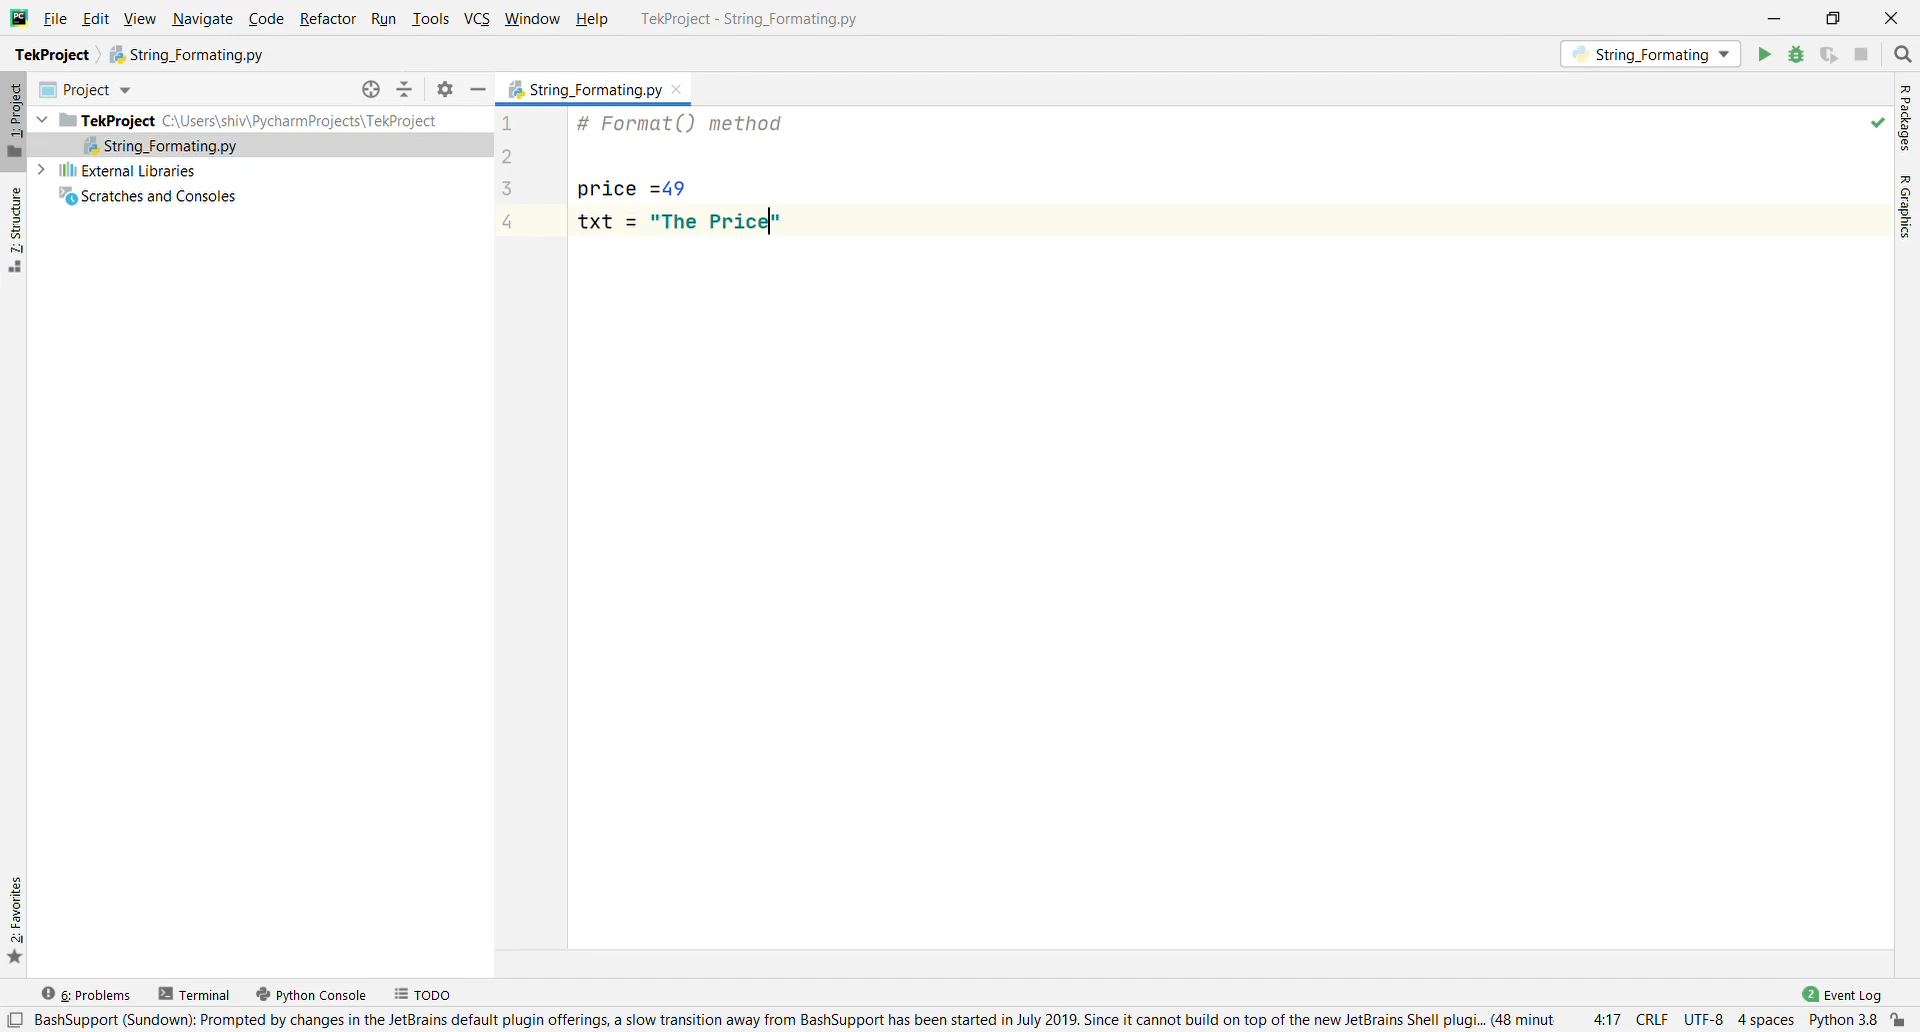 File Edit View Navigate Code Refactor Run Tools VCS Window Help TekProject - String_Formating.py
TekProject String_Formating.py String_Formating
Project String_Formating.py
1: Project
TekProject C:\Users\shiv\PycharmProjects\TekProject
String_Formating.py
External Libraries
Scratches and Consoles
7: Structure
2: Favorites
1 # Format() method
2
3 price =49
4 txt = "The Price"
R Packages
R Graphics
6: Problems Terminal Python Console TODO 2 Event Log
BashSupport (Sundown): Prompted by changes in the JetBrains default plugin offerings, a slow transition away from BashSupport has been started in July 2019. Since it cannot build on top of the new JetBrains Shell plugi... (48 minut 4:17 CRLF UTF-8 4 spaces Python 3.8